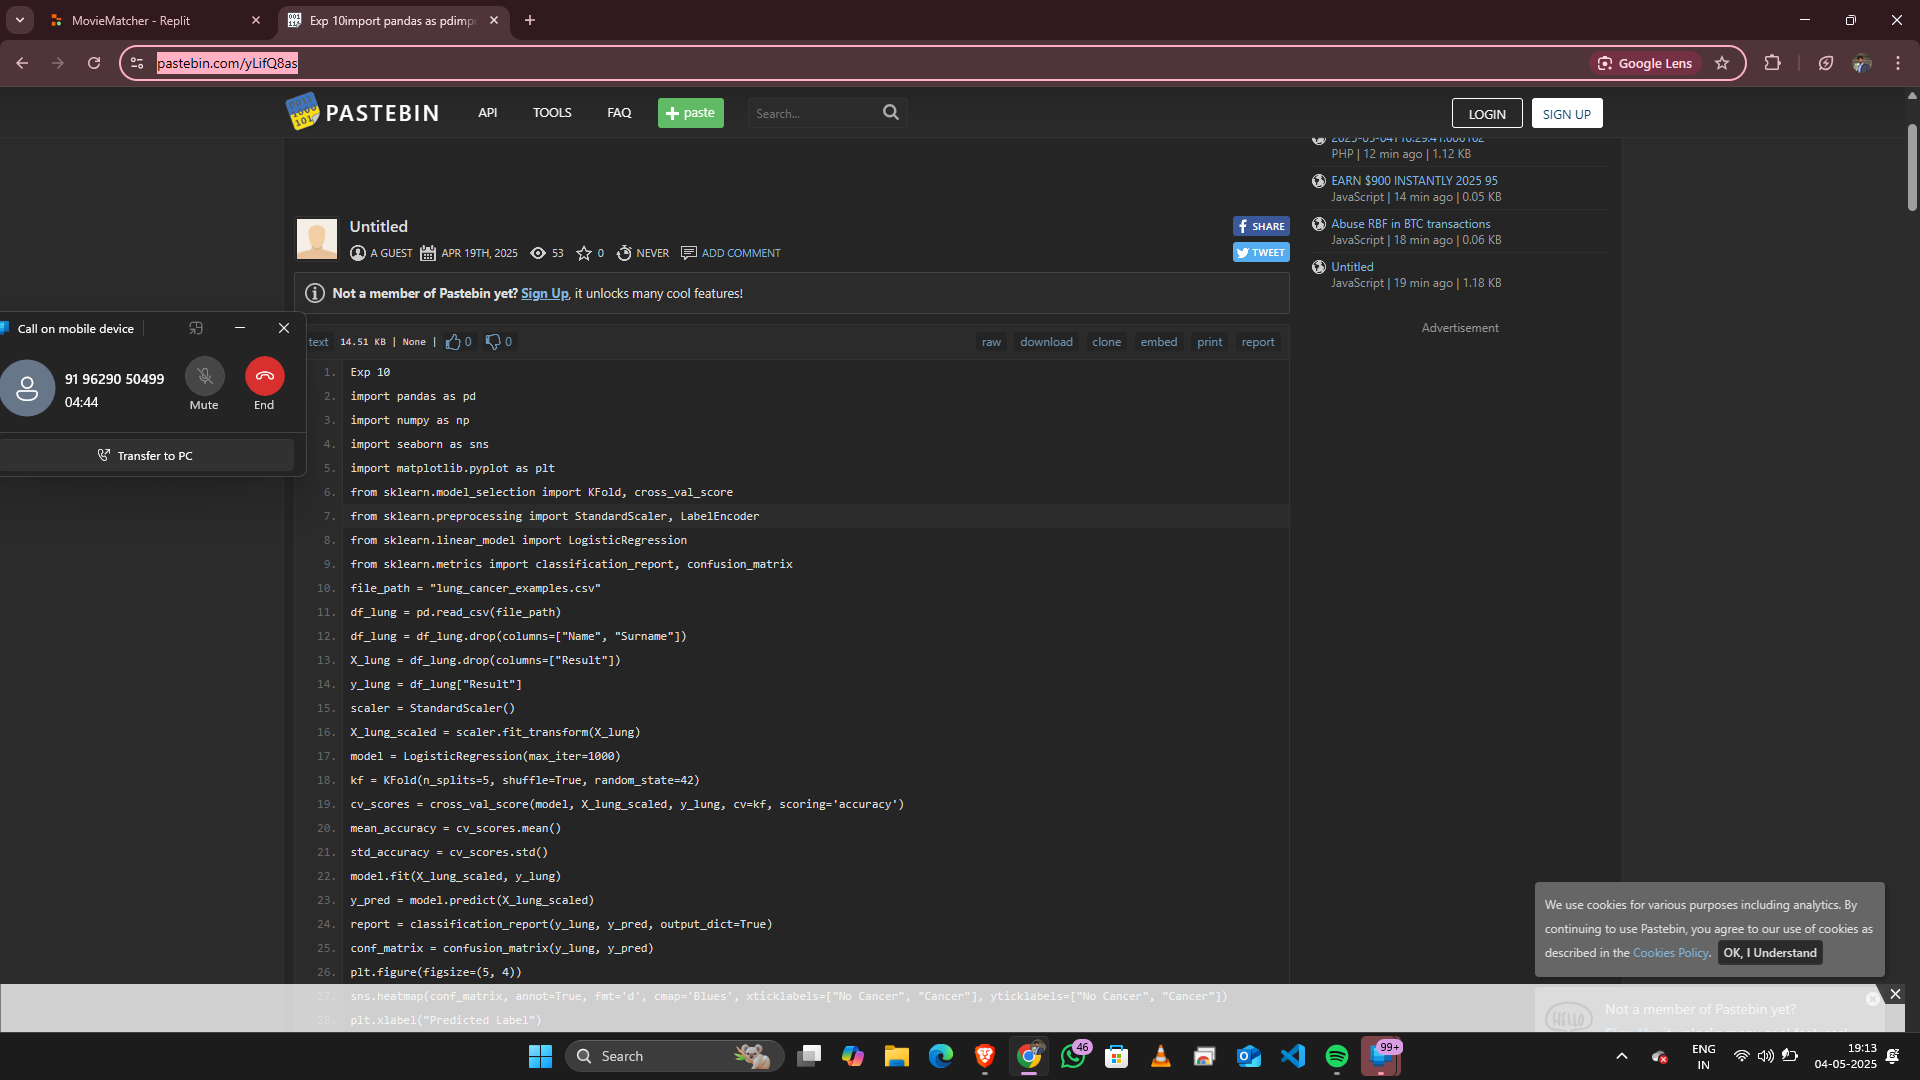 MovieMatcher - Replit
Exp 10import pandas as pdimpo
pastebin.com/yLifQ8as
Google Lens
PASTEBIN
API
TOOLS
FAQ
paste
Search...
LOGIN
SIGN UP
PHP | 12 min ago | 1.12 KB
EARN $900 INSTANTLY 2025 95
JavaScript | 14 min ago | 0.05 KB
Abuse RBF in BTC transactions
JavaScript | 18 min ago | 0.06 KB
Untitled
JavaScript | 19 min ago | 1.18 KB
Advertisement
Untitled
A GUEST APR 19TH, 2025 53 0 NEVER ADD COMMENT
SHARE
TWEET
Not a member of Pastebin yet? Sign Up, it unlocks many cool features!
Call on mobile device
91 96290 50499
04:44
Mute
End
Transfer to PC
text 14.51 KB | None | 0 0
raw download clone embed print report
1. Exp 10
2. import pandas as pd
3. import numpy as np
4. import seaborn as sns
5. import matplotlib.pyplot as plt
6. from sklearn.model_selection import KFold, cross_val_score
7. from sklearn.preprocessing import StandardScaler, LabelEncoder
8. from sklearn.linear_model import LogisticRegression
9. from sklearn.metrics import classification_report, confusion_matrix
10. file_path = "lung_cancer_examples.csv"
11. df_lung = pd.read_csv(file_path)
12. df_lung = df_lung.drop(columns=["Name", "Surname"])
13. X_lung = df_lung.drop(columns=["Result"])
14. y_lung = df_lung["Result"]
15. scaler = StandardScaler()
16. X_lung_scaled = scaler.fit_transform(X_lung)
17. model = LogisticRegression(max_iter=1000)
18. kf = KFold(n_splits=5, shuffle=True, random_state=42)
19. cv_scores = cross_val_score(model, X_lung_scaled, y_lung, cv=kf, scoring='accuracy')
20. mean_accuracy = cv_scores.mean()
21. std_accuracy = cv_scores.std()
22. model.fit(X_lung_scaled, y_lung)
23. y_pred = model.predict(X_lung_scaled)
24. report = classification_report(y_lung, y_pred, output_dict=True)
25. conf_matrix = confusion_matrix(y_lung, y_pred)
26. plt.figure(figsize=(5, 4))
27. sns.heatmap(conf_matrix, annot=True, fmt='d', cmap='Blues', xticklabels=["No Cancer", "Cancer"], yticklabels=["No Cancer", "Cancer"])
28. plt.xlabel("Predicted Label")
We use cookies for various purposes including analytics. By
continuing to use Pastebin, you agree to our use of cookies as
described in the Cookies Policy. OK, I Understand
HELLO
Not a member of Pastebin yet?
Search
46
99+
ENG
IN
19:13
04-05-2025